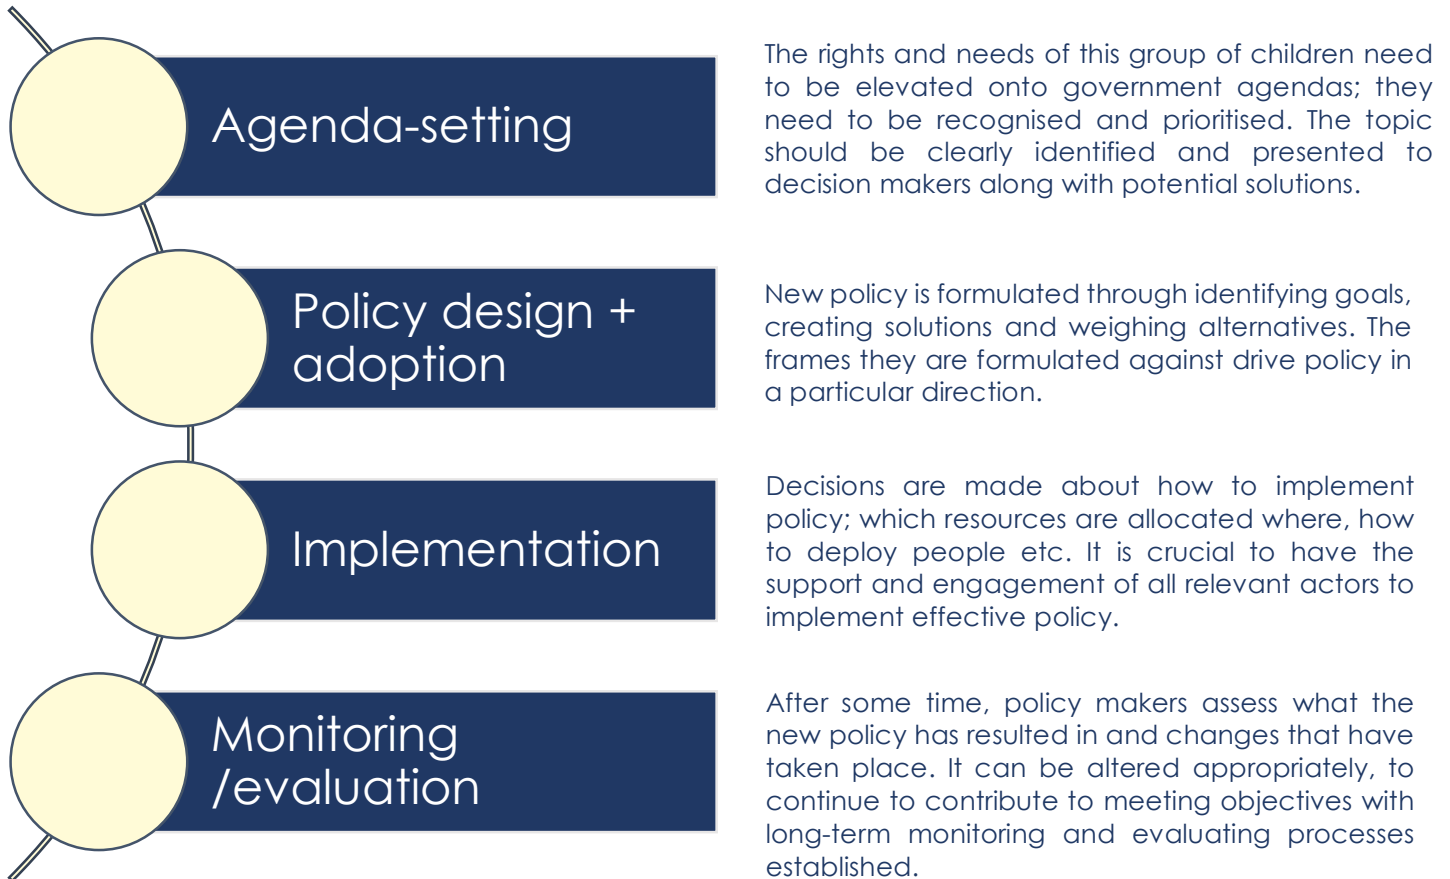 Agenda-setting
The rights and needs of this group of children need
to be elevated onto government agendas; they
need to be recognised and prioritised. The topic
should be clearly identified and presented to
decision makers along with potential solutions.
Policy design +
adoption
New policy is formulated through identifying goals,
creating solutions and weighing alternatives. The
frames they are formulated against drive policy in
a particular direction.
Implementation
Decisions are made about how to implement
policy; which resources are allocated where, how
to deploy people etc. It is crucial to have the
support and engagement of all relevant actors to
implement effective policy.
Monitoring
/evaluation
After some time, policy makers assess what the
new policy has resulted in and changes that have
taken place. It can be altered appropriately, to
continue to contribute to meeting objectives with
long-term monitoring and evaluating processes
established.